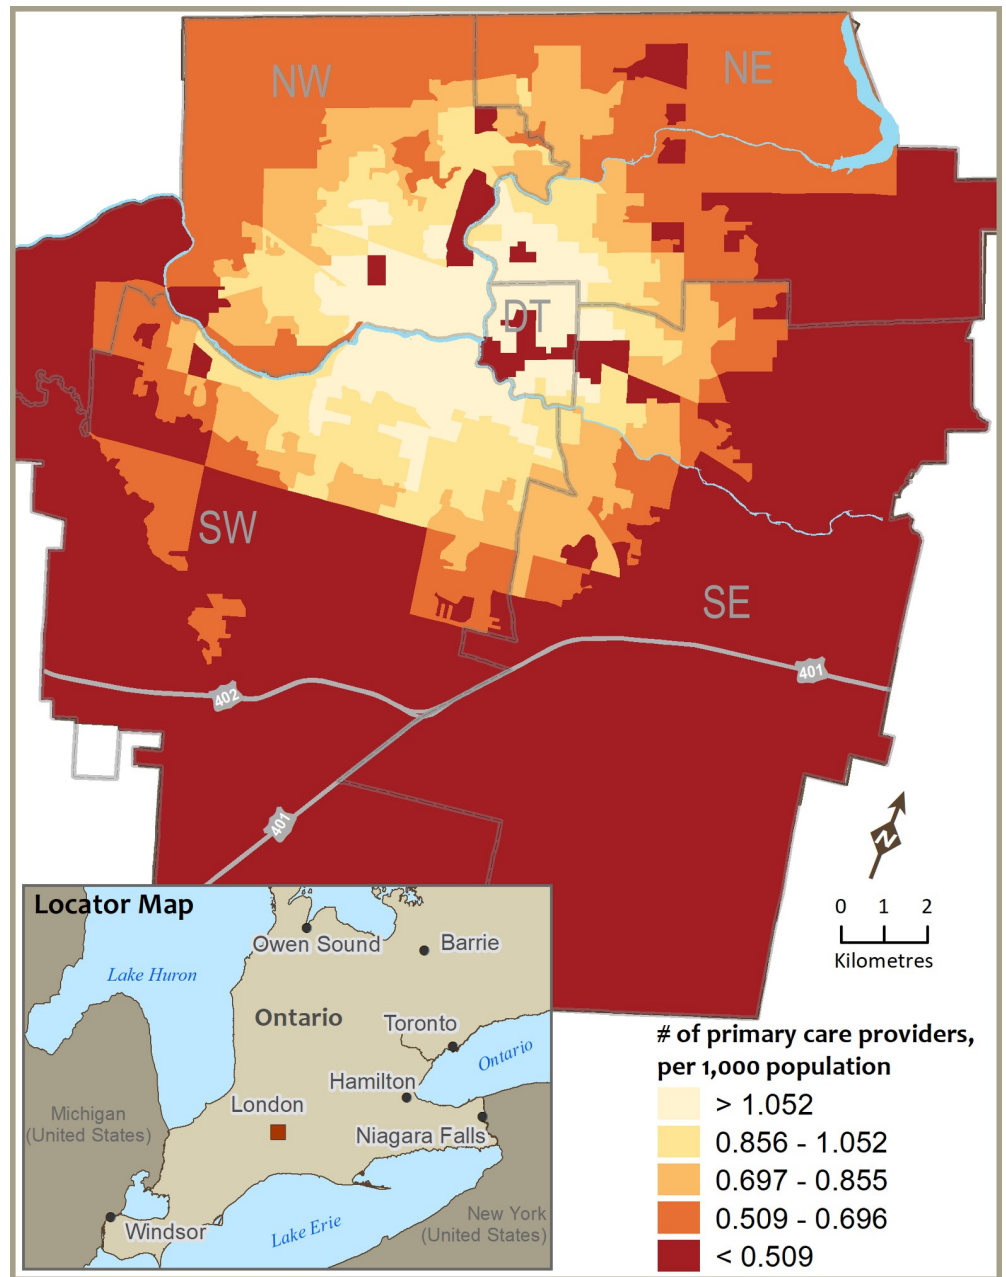 NW
NE
DT
SW
SE
402
401
401
N
0 1 2
Kilometres
Locator Map
Owen Sound
Barrie
Lake Huron
Ontario
Toronto
Ontario
Hamilton
London
Michigan
(United States)
Niagara Falls
New York
(United States)
Windsor
Lake Erie
# of primary care providers,
per 1,000 population
> 1.052
0.856 - 1.052
0.697 - 0.855
0.509 - 0.696
< 0.509